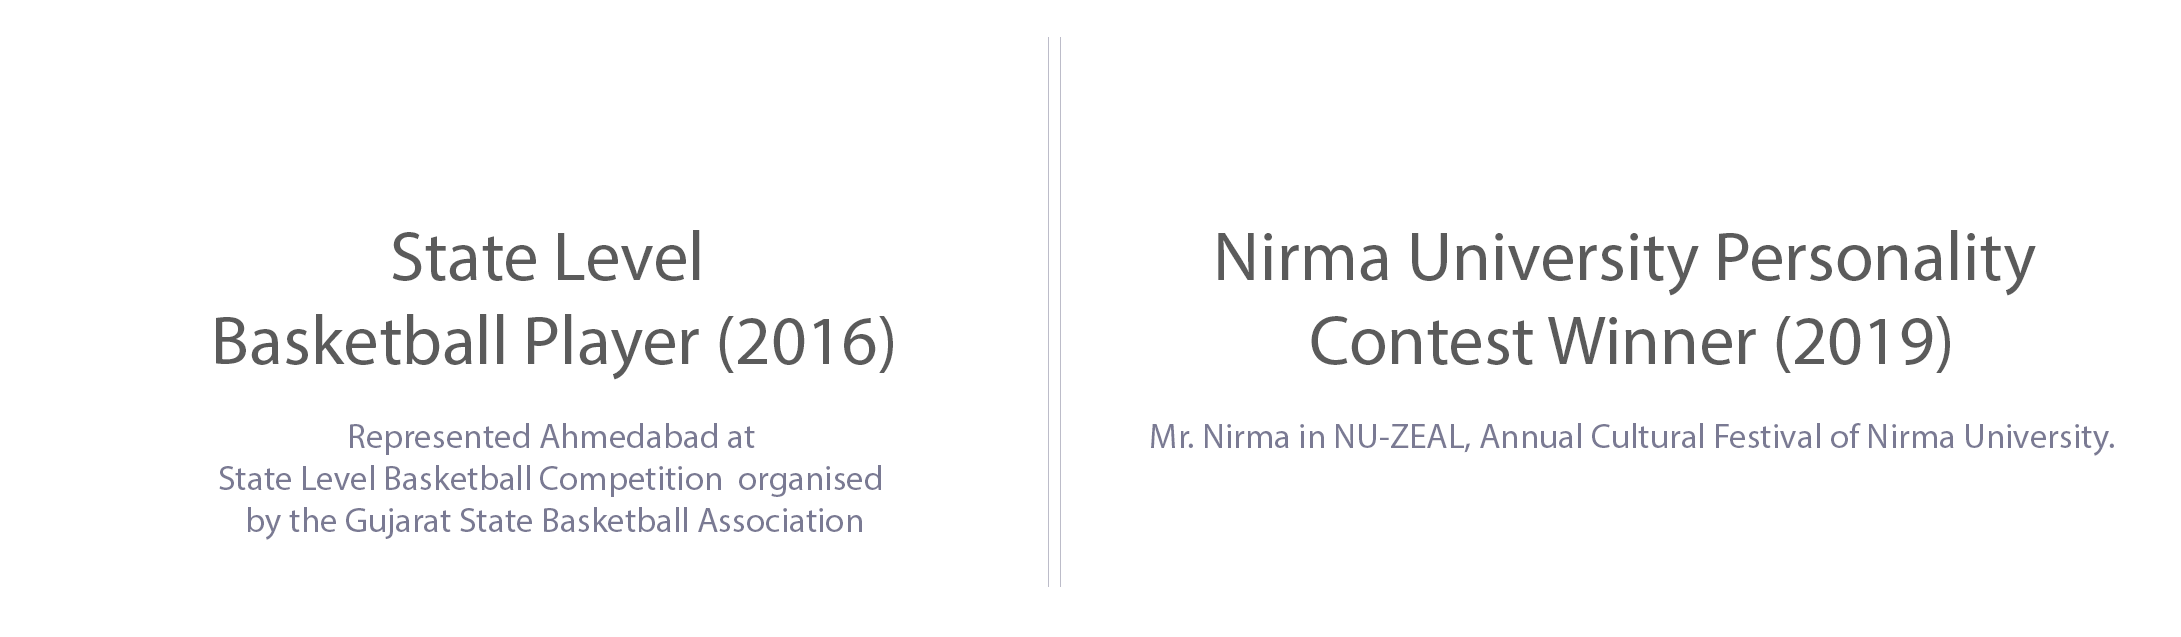 State Level
Basketball Player (2016)
Represented Ahmedabad at
State Level Basketball Competition  organised
by the Gujarat State Basketball Association
Nirma University Personality
Contest Winner (2019)
Mr. Nirma in NU-ZEAL, Annual Cultural Festival of Nirma University.